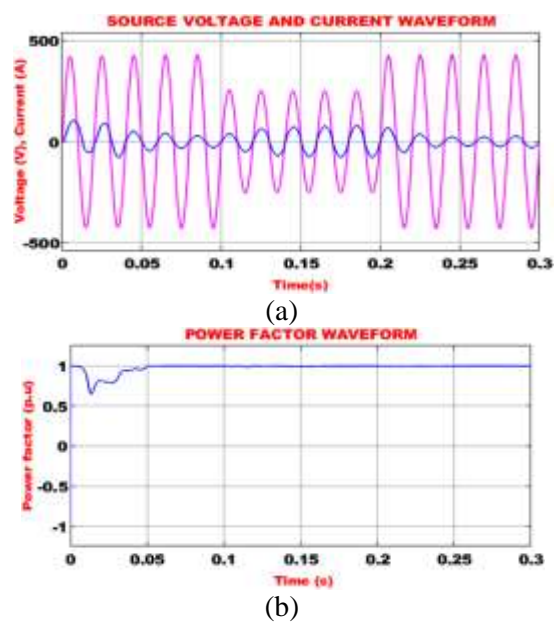 SOURCE VOLTAGE AND CURRENT WAVEFORM
Voltage (V), Current (A)
500
0
-500
0 0.05 0.1 0.15 0.2 0.25 0.3
Time(s)
(a)
POWER FACTOR WAVEFORM
Power factor (p.u)
1
0.5
0
-0.5
-1
0 0.05 0.1 0.15 0.2 0.25 0.3
Time (s)
(b)